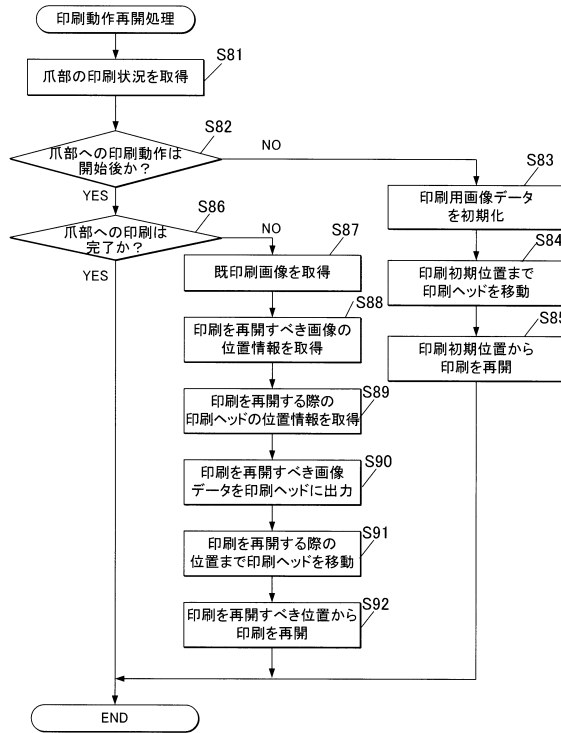 印刷動作再開処理
S81
爪部の印刷状況を取得
S82
爪部への印刷動作は
開始後か？
NO
YES
S83
印刷用画像データ
を初期化
S84
印刷初期位置まで
印刷ヘッドを移動
S85
印刷初期位置から
印刷を再開
S86
爪部への印刷は
完了か？
NO
YES
S87
既印刷画像を取得
S88
印刷を再開すべき画像の
位置情報を取得
S89
印刷を再開する際の
印刷ヘッドの位置情報を取得
S90
印刷を再開すべき画像
データを印刷ヘッドに出力
S91
印刷を再開する際の
位置まで印刷ヘッドを移動
S92
印刷を再開すべき位置から
印刷を再開
END